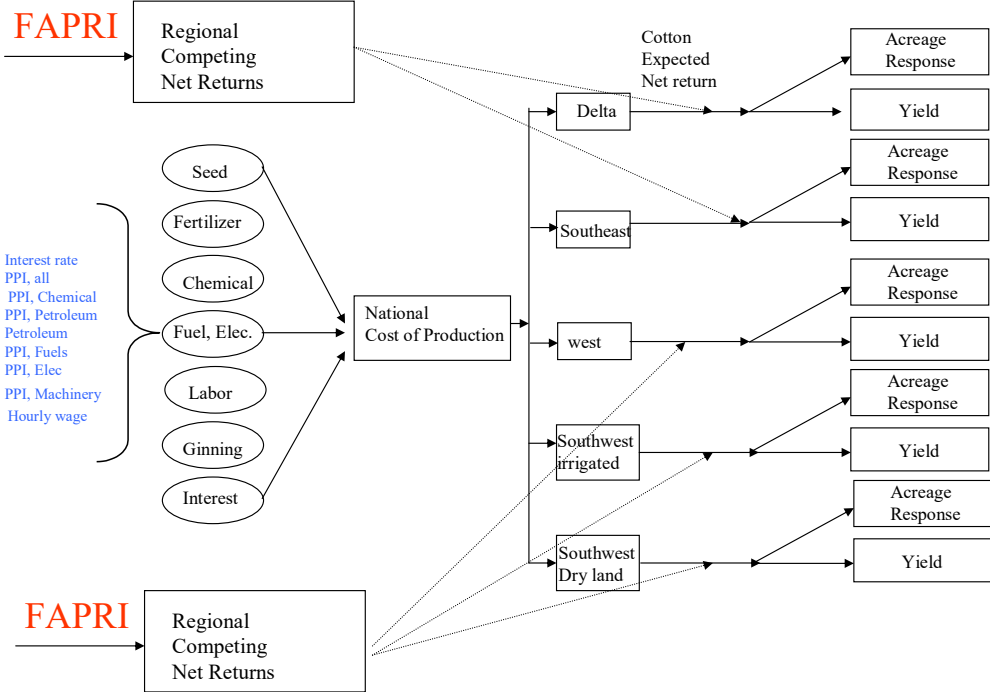 FAPRI
Regional
Competing
Net Returns
Cotton
Expected
Net return
Acreage
Response
Delta
Yield
Seed
Fertilizer
Chemical
Fuel, Elec.
Labor
Ginning
Interest
Interest rate
PPI, all
PPI, Chemical
PPI, Petroleum
Petroleum
PPI, Fuels
PPI, Elec
PPI, Machinery
Hourly wage
National
Cost of Production
Acreage
Response
Southeast
Yield
Acreage
Response
west
Yield
Acreage
Response
Southwest
irrigated
Yield
Acreage
Response
Southwest
Dry land
Yield
FAPRI
Regional
Competing
Net Returns